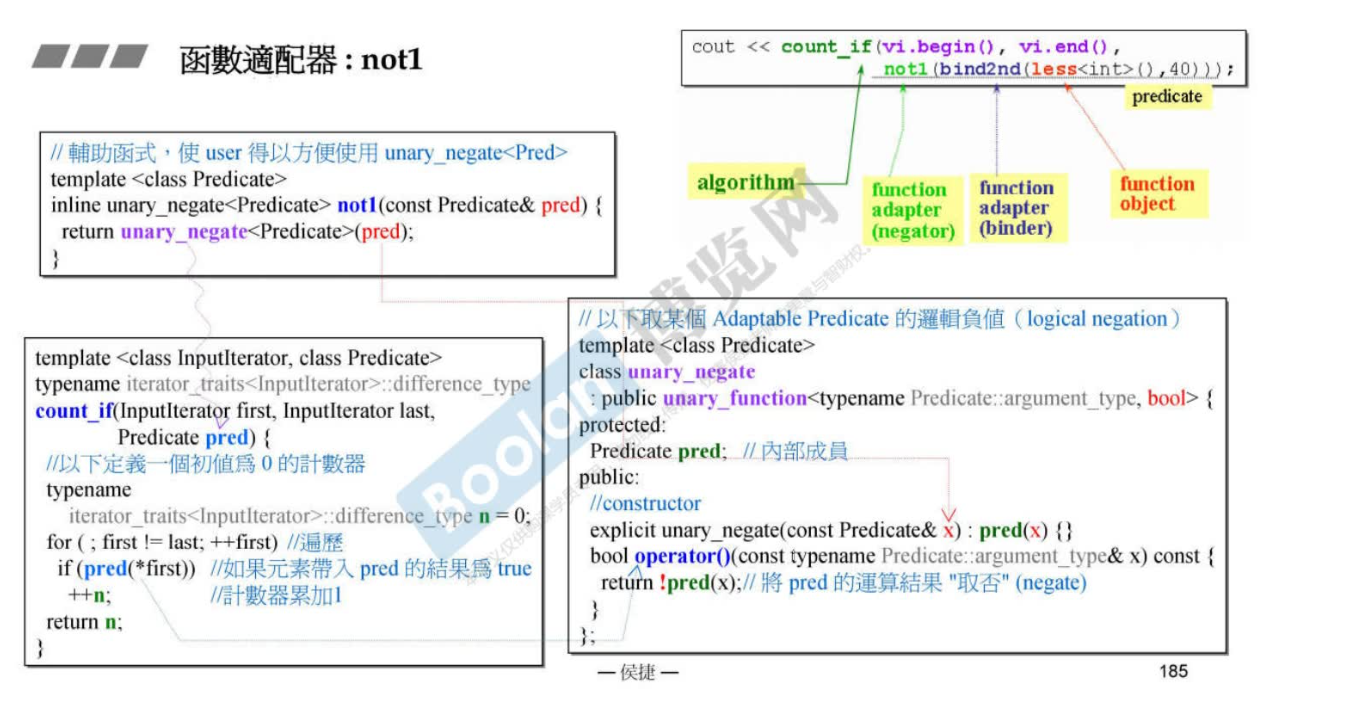 函數適配器 : not1
cout << count_if(vi.begin(), vi.end(),
not1(bind2nd(less<int>(),40)));
predicate
algorithm
function
adapter
(negator)
function
adapter
(binder)
function
object
// 輔助函式，使 user 得以方便使用 unary_negate<Pred>
template <class Predicate>
inline unary_negate<Predicate> not1(const Predicate& pred) {
return unary_negate<Predicate>(pred);
}
template <class InputIterator, class Predicate>
typename iterator_traits<InputIterator>::difference_type
count_if(InputIterator first, InputIterator last,
Predicate pred) {
//以下定義一個初值爲 0 的計數器
typename
iterator_traits<InputIterator>::difference_type n = 0;
for ( ; first != last; ++first) //遍歷
if (pred(*first)) //如果元素帶入 pred 的結果爲 true
++n; //計數器累加1
return n;
}
// 以下取某個 Adaptable Predicate 的邏輯負値（logical negation）
template <class Predicate>
class unary_negate
: public unary_function<typename Predicate::argument_type, bool> {
protected:
Predicate pred; // 內部成員
public:
//constructor
explicit unary_negate(const Predicate& x) : pred(x) {}
bool operator()(const typename Predicate::argument_type& x) const {
return !pred(x);// 將 pred 的運算結果 "取否" (negate)
}
};
Boolan
博览网
— 侯捷 —
185